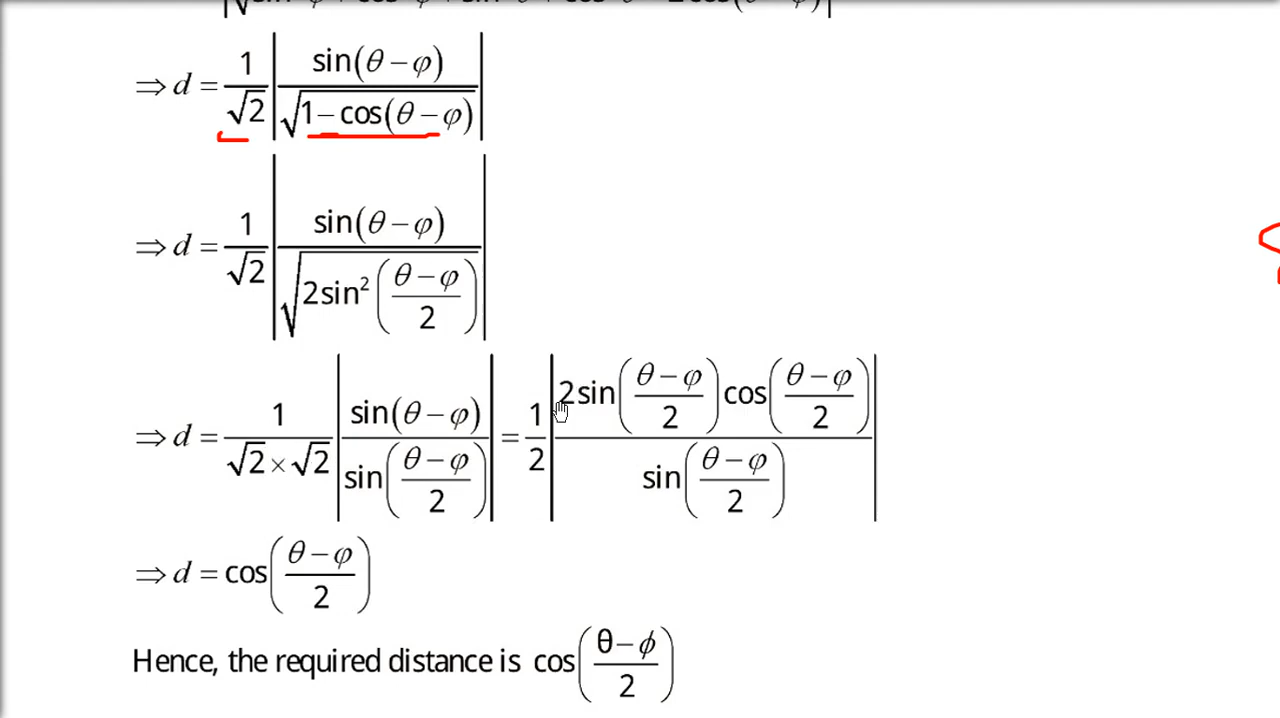 ⇒ d = 1/√2 |sin(θ − φ)/√(1 − cos(θ − φ))|
⇒ d = 1/√2 |sin(θ − φ)/√(2sin²((θ − φ)/2))|
⇒ d = 1/(√2 × √2) |sin(θ − φ)/sin((θ − φ)/2)| = 1/2 |2sin((θ − φ)/2)cos((θ − φ)/2)/sin((θ − φ)/2)|
⇒ d = cos((θ − φ)/2)
Hence, the required distance is cos((θ − ϕ)/2)